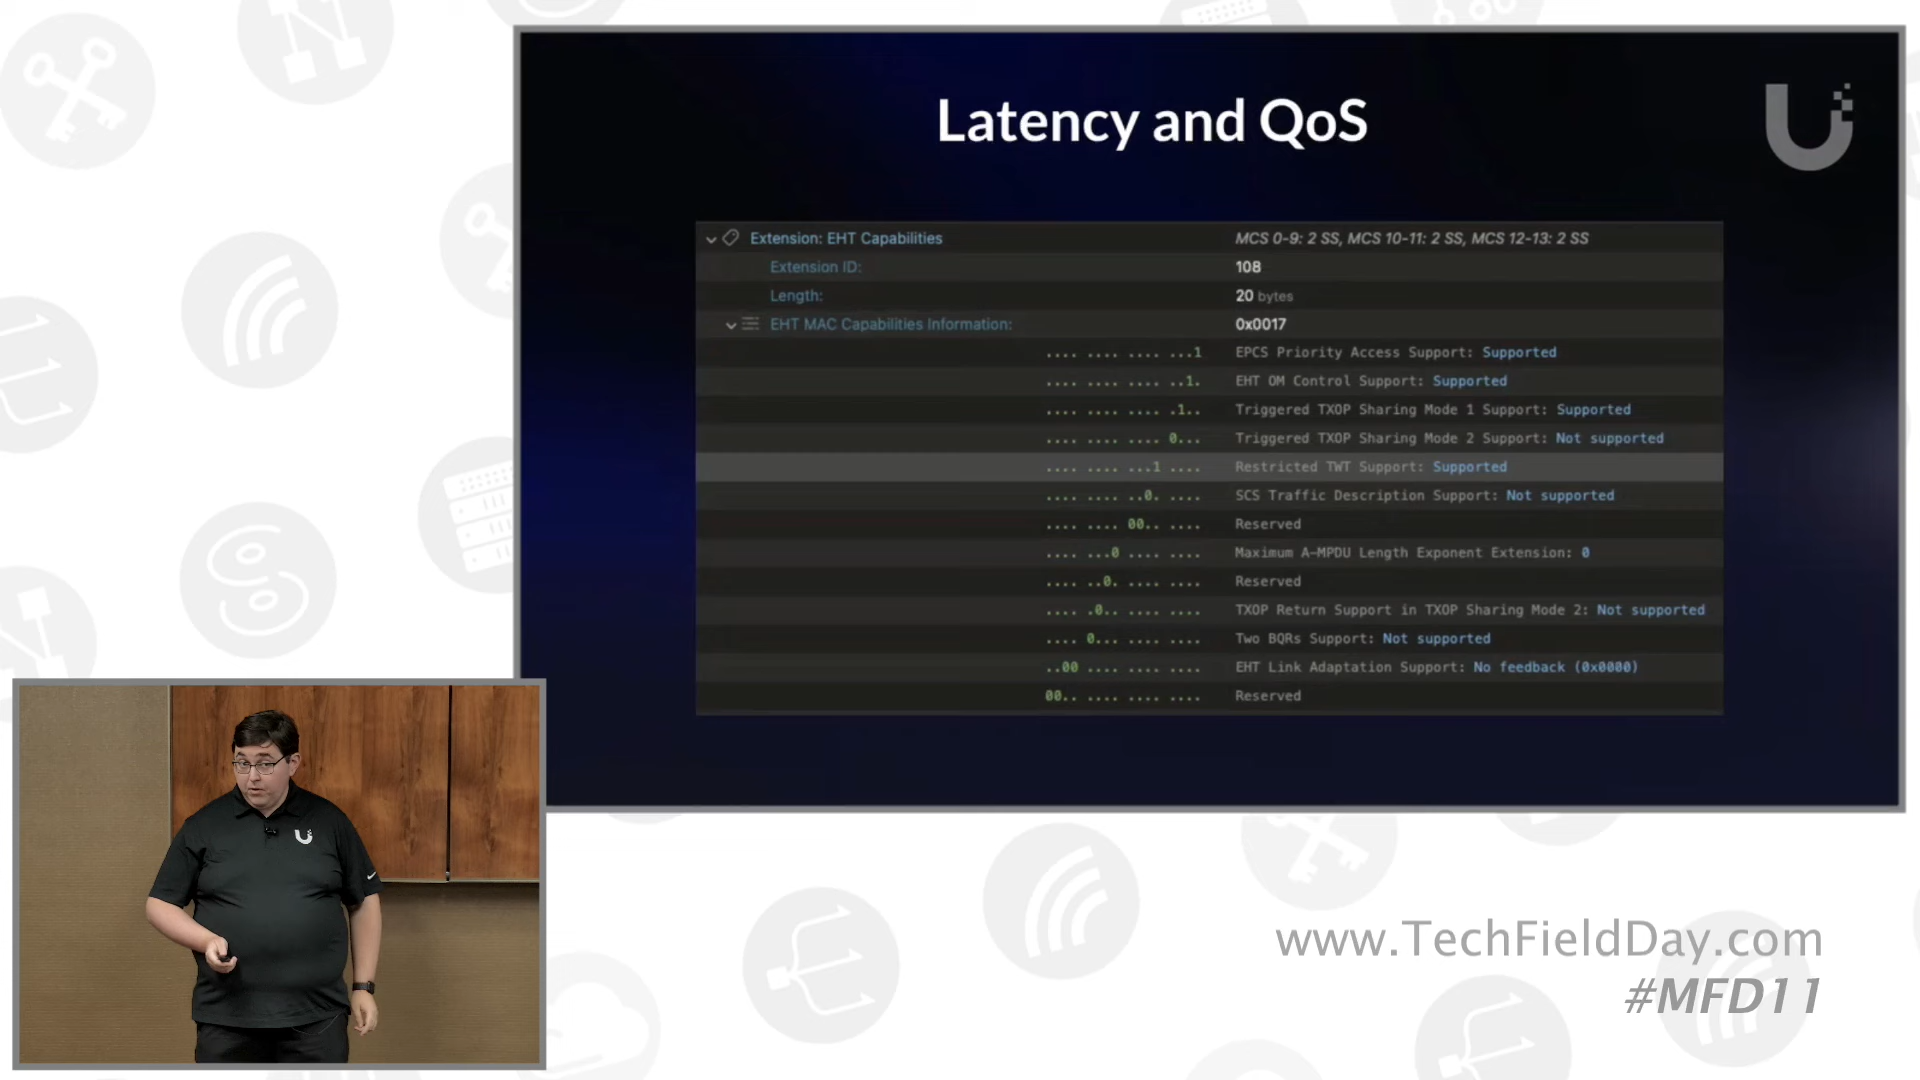 Latency and QoS
Extension: EHT Capabilities MCS 0-9: 2 SS, MCS 10-11: 2 SS, MCS 12-13: 2 SS
Extension ID: 108
Length: 20 bytes
EHT MAC Capabilities Information: 0x0017
.... .... .... ...1 EPCS Priority Access Support: Supported
.... .... .... ..1. EHT OM Control Support: Supported
.... .... .... .1.. Triggered TXOP Sharing Mode 1 Support: Supported
.... .... .... 0... Triggered TXOP Sharing Mode 2 Support: Not supported
.... .... ...1 .... Restricted TWT Support: Supported
.... .... ..0. .... SCS Traffic Description Support: Not supported
.... .... 00.. .... Reserved
.... ...0 .... .... Maximum A-MPDU Length Exponent Extension: 0
.... ..0. .... .... Reserved
.... .0.. .... .... TXOP Return Support in TXOP Sharing Mode 2: Not supported
.... 0... .... .... Two BQRs Support: Not supported
..00 .... .... .... EHT Link Adaptation Support: No feedback (0x0000)
00.. .... .... .... Reserved
www.TechFieldDay.com
#MFD11